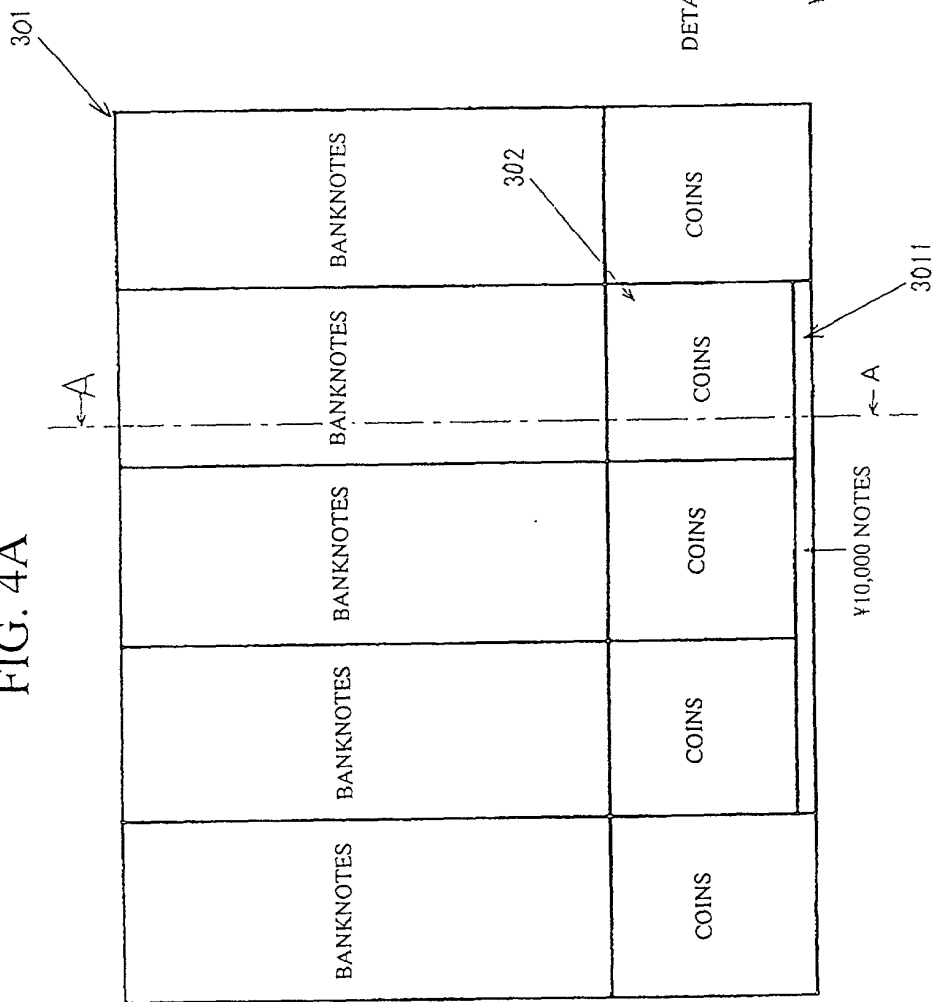 FIG. 4A
301
BANKNOTES
BANKNOTES
BANKNOTES
BANKNOTES
BANKNOTES
A
302
COINS
COINS
COINS
COINS
COINS
DETA
3011
A
¥10,000 NOTES